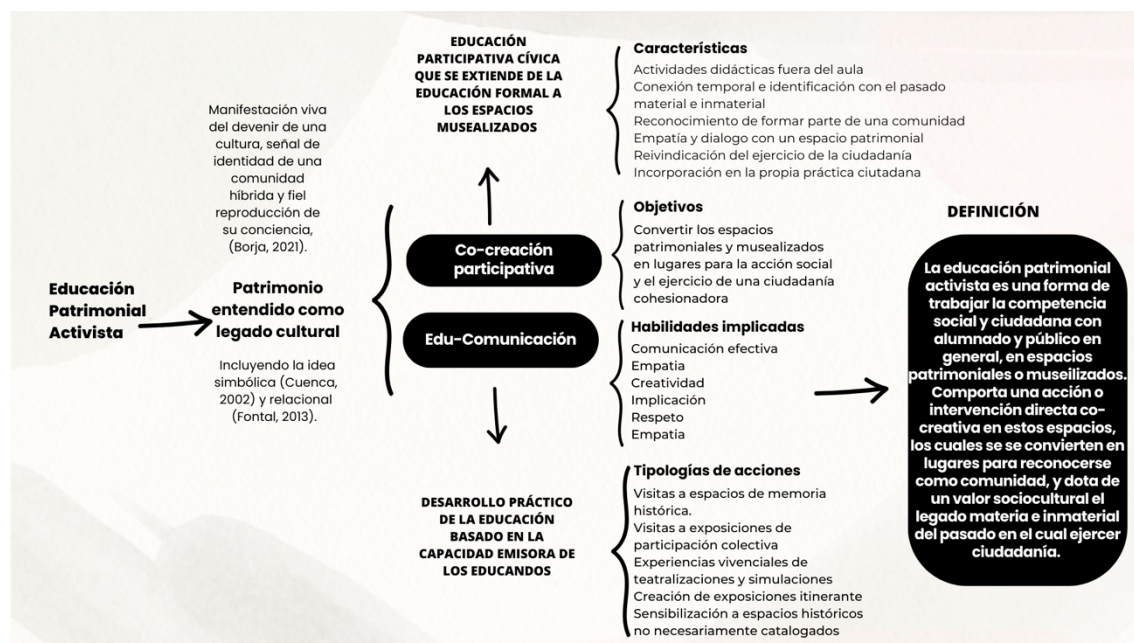 Educación
Patrimonial
Activista
Manifestación viva
del devenir de una
cultura, señal de
identidad de una
comunidad
híbrida y fiel
reproducción de
su conciencia,
(Borja, 2021).
Patrimonio
entendido como
legado cultural
Incluyendo la idea
simbólica (Cuenca,
2002) y relacional
(Fontal, 2013).
EDUCACIÓN
PARTICIPATIVA CÍVICA
QUE SE EXTIENDE DE LA
EDUCACIÓN FORMAL A
LOS ESPACIOS
MUSEALIZADOS
Co-creación
participativa
Edu-Comunicación
DESARROLLO PRÁCTICO
DE LA EDUCACIÓN
BASADO EN LA
CAPACIDAD EMISORA DE
LOS EDUCANDOS
Características
Actividades didácticas fuera del aula
Conexión temporal e identificación con el pasado
material e inmaterial
Reconocimiento de formar parte de una comunidad
Empatía y dialogo con un espacio patrimonial
Reivindicación del ejercicio de la ciudadanía
Incorporación en la propia práctica ciutadana
Objetivos
Convertir los espacios
patrimoniales y musealizados
en lugares para la acción social
y el ejercicio de una ciudadanía
cohesionadora
Habilidades implicadas
Comunicación efectiva
Empatia
Creatividad
Implicación
Respeto
Empatia
Tipologías de acciones
Visitas a espacios de memoria
histórica.
Visitas a exposiciones de
participación colectiva
Experiencias vivenciales de
teatralizaciones y simulaciones
Creación de exposiciones itinerante
Sensibilización a espacios históricos
no necesariamente catalogados
DEFINICIÓN
La educación patrimonial
activista es una forma de
trabajar la competencia
social y ciudadana con
alumnado y público en
general, en espacios
patrimoniales o museilizados.
Comporta una acción o
intervención directa co-
creativa en estos espacios,
los cuales se se convierten en
lugares para reconocerse
como comunidad, y dota de
un valor sociocultural el
legado materia e inmaterial
del pasado en el cual ejercer
ciudadanía.